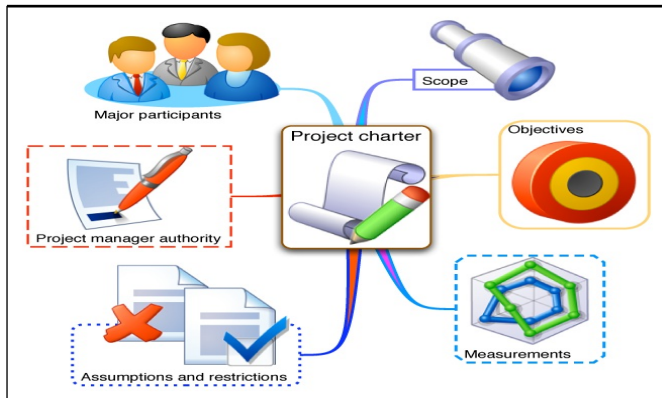 Scope
Major participants
Project charter
Objectives
Project manager authority
Measurements
Assumptions and restrictions